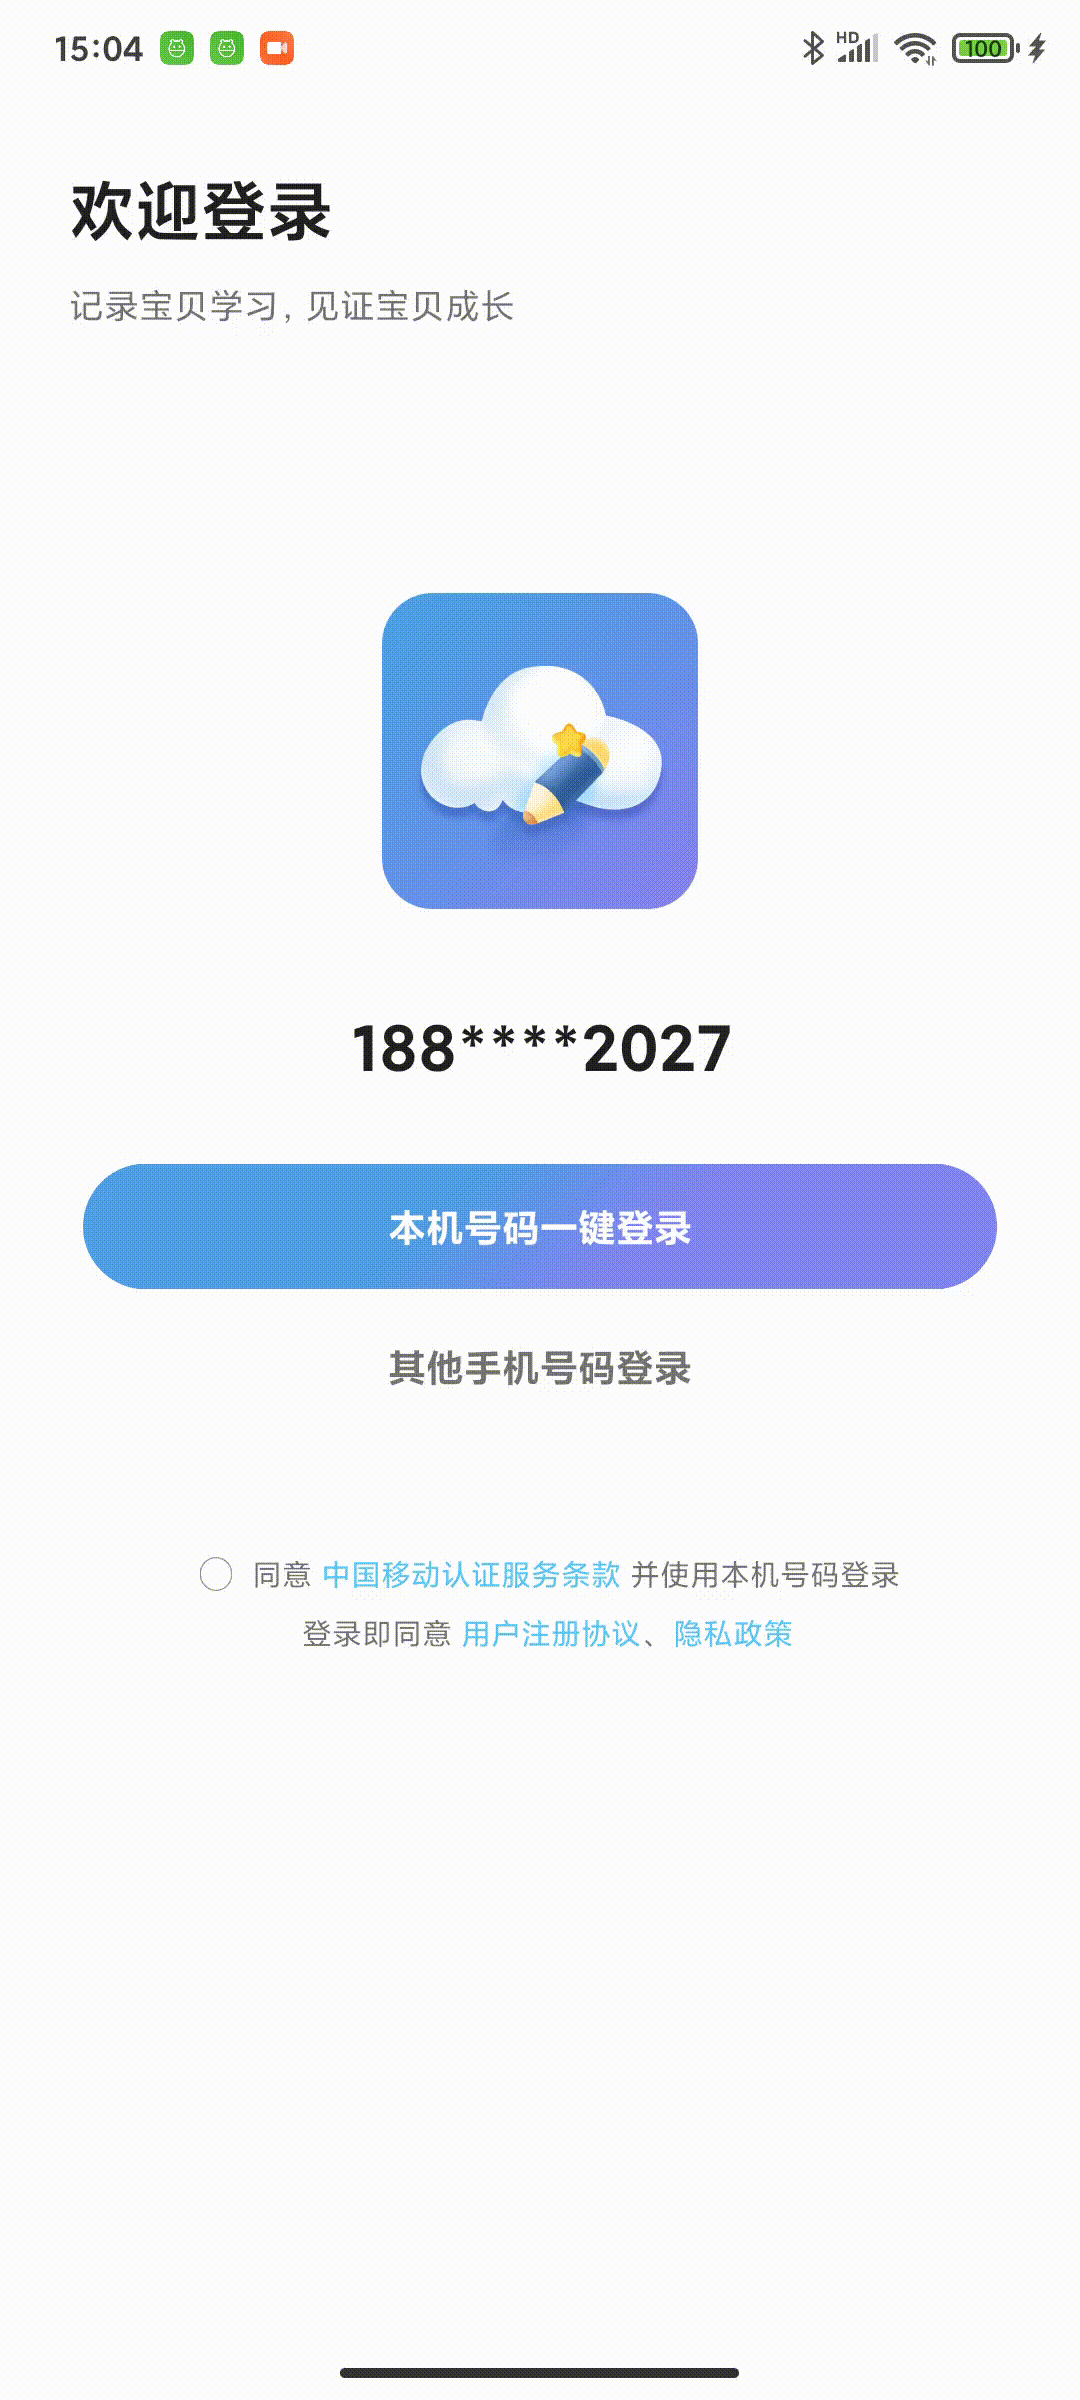 15:04
HD
100
欢迎登录
记录宝贝学习, 见证宝贝成长
188****2027
本机号码一键登录
其他手机号码登录
同意 中国移动认证服务条款 并使用本机号码登录
登录即同意 用户注册协议、隐私政策